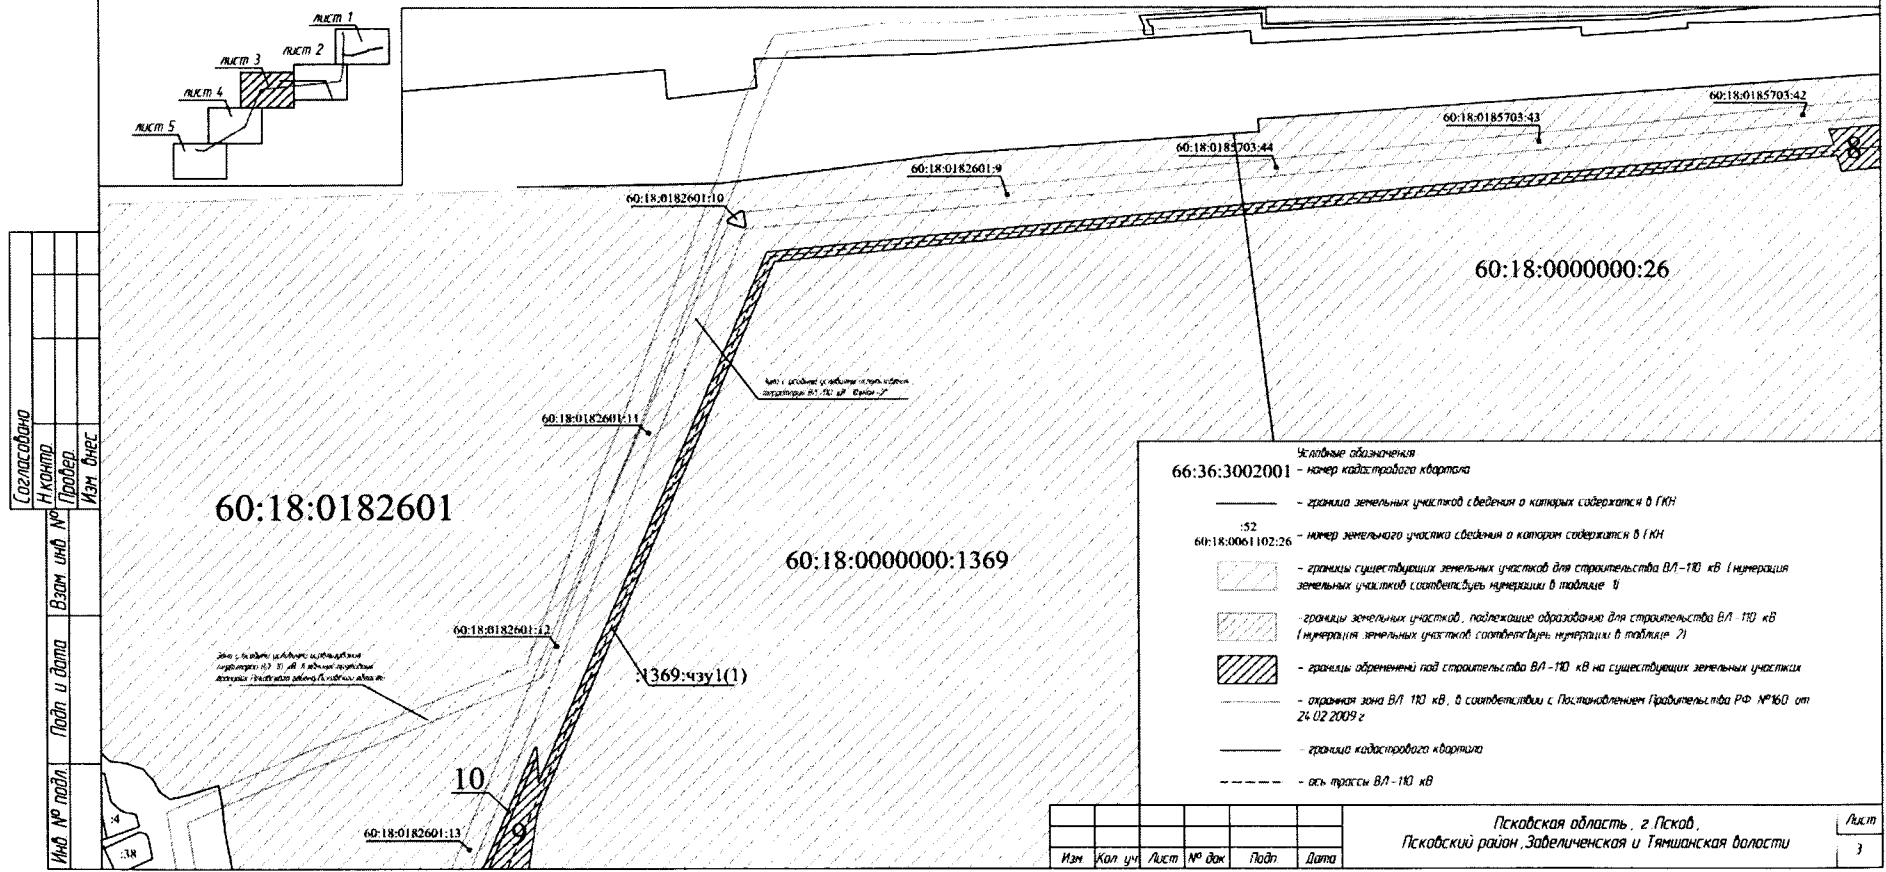 лист 1
лист 2
лист 3
лист 4
лист 5
60:18:0185703:42
60:18:0185703:43
60:18:0185703:44
8
60:18:0182601:9
60:18:0182601:10
60:18:0000000:26
60:18:0182601:11
60:18:0182601
60:18:0000000:1369
60:18:0182601:12
:1369:чзу1(1)
10
9
60:18:0182601:13
:4
:38
Согласовано
Н.контр
Провер.
Изм. внес
Взам инв №
Подп и дата
Инв № подл.
Условные обозначения
66:36:3002001 - номер кадастрового квартала
- граница земельных участков сведения о которых содержатся в ГКН
:52
60:18:0061102:26 - номер земельного участка сведения о котором содержатся в ГКН
- границы существующих земельных участков для строительства ВЛ-110 кВ (нумерация
земельных участков соответсвуеь нумерации в таблице 1)
- границы земельных участков, подлежащие образованию для строительства ВЛ-110 кВ
(нумерация земельных участков соответсвуеь нумерации в таблице 2)
- границы обременеий под строительство ВЛ-110 кВ на существующих земельных участках
- охранная зона ВЛ 110 кВ, в соответствии с Постановлением Правительства РФ №160 от
24.02.2009 г
- граница кадастрового квартала
- ось трассы ВЛ-110 кВ
Изм. Кол. уч Лист № док Подп Дата
Псковская область, г.Псков,
Псковский район, Завеличенская и Тямшанская волости
Лист
3